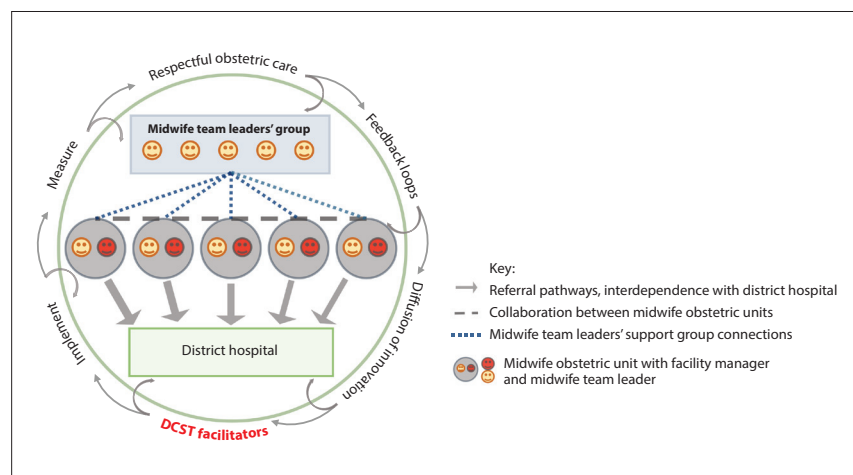 Respectful obstetric care
Feedback loops
Diffusion of innovation
DCST facilitators
Implement
Measure
Midwife team leaders' group
District hospital
Key:
Referral pathways, interdependence with district hospital
Collaboration between midwife obstetric units
Midwife team leaders' support group connections
Midwife obstetric unit with facility manager
and midwife team leader